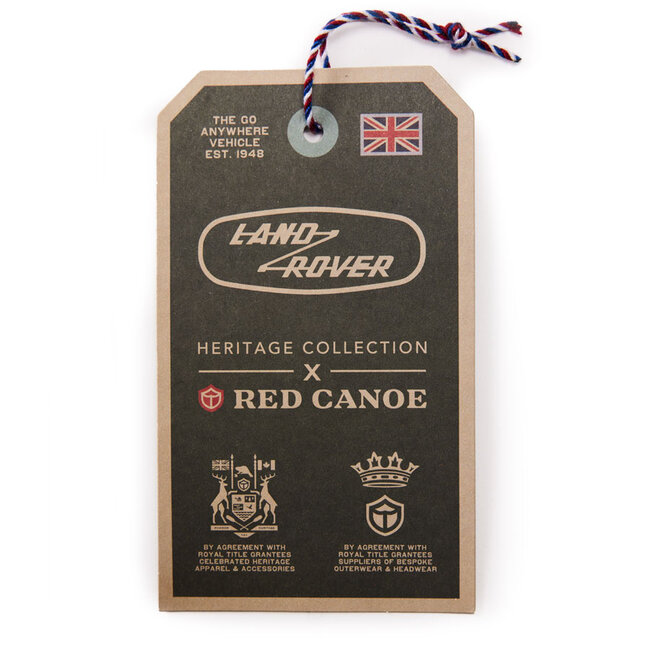 THE GO
ANYWHERE
VEHICLE
EST. 1948
LAND
ROVER
HERITAGE COLLECTION
X
RED CANOE
BY AGREEMENT WITH
ROYAL TITLE GRANTEES
CELEBRATED HERITAGE
APPAREL & ACCESSORIES
BY AGREEMENT WITH
ROYAL TITLE GRANTEES
SUPPLIERS OF BESPOKE
OUTERWEAR & HEADWEAR